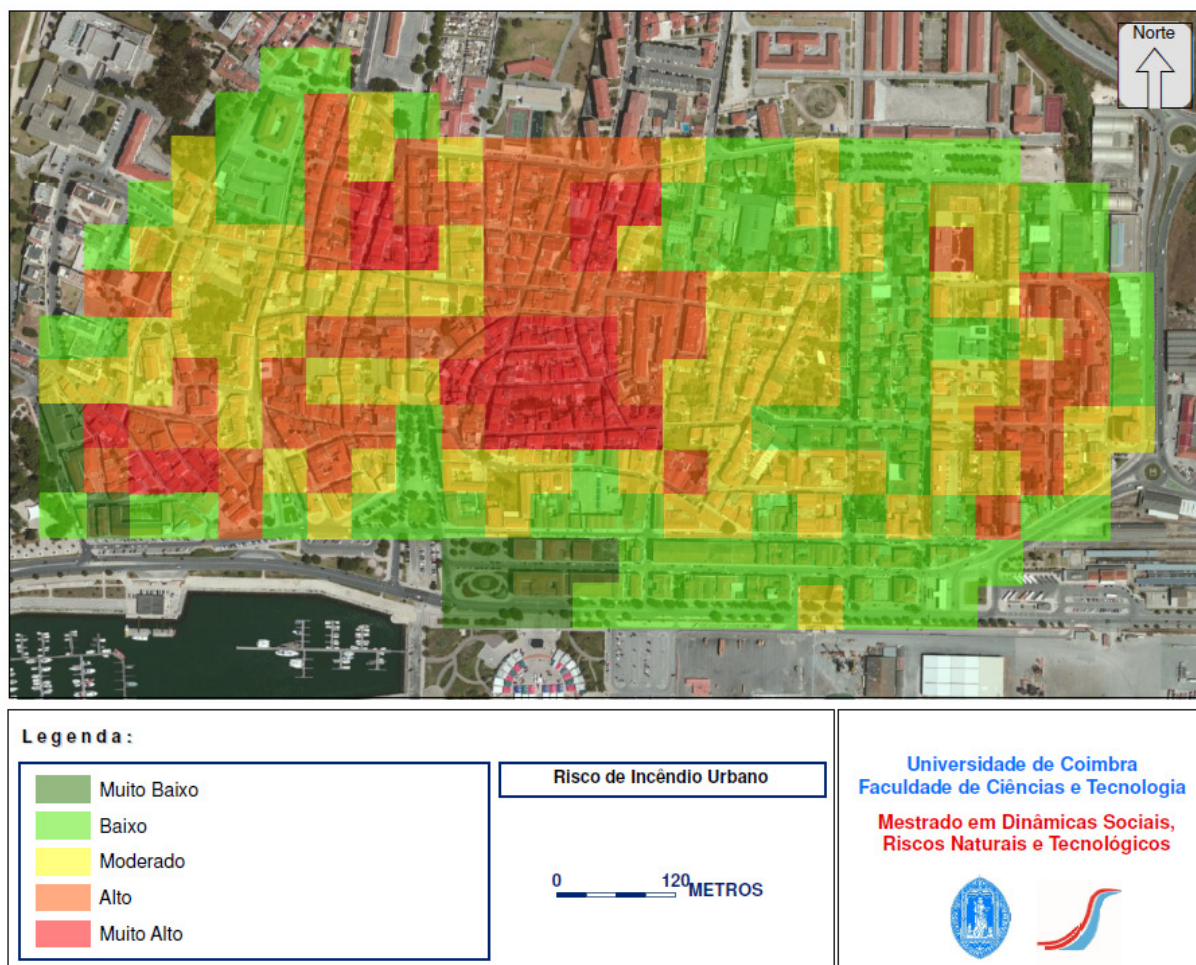 Norte
Legenda:
Muito Baixo
Baixo
Moderado
Alto
Muito Alto
Risco de Incêndio Urbano
0 120 METROS
Universidade de Coimbra
Faculdade de Ciências e Tecnologia
Mestrado em Dinâmicas Sociais,
Riscos Naturais e Tecnológicos